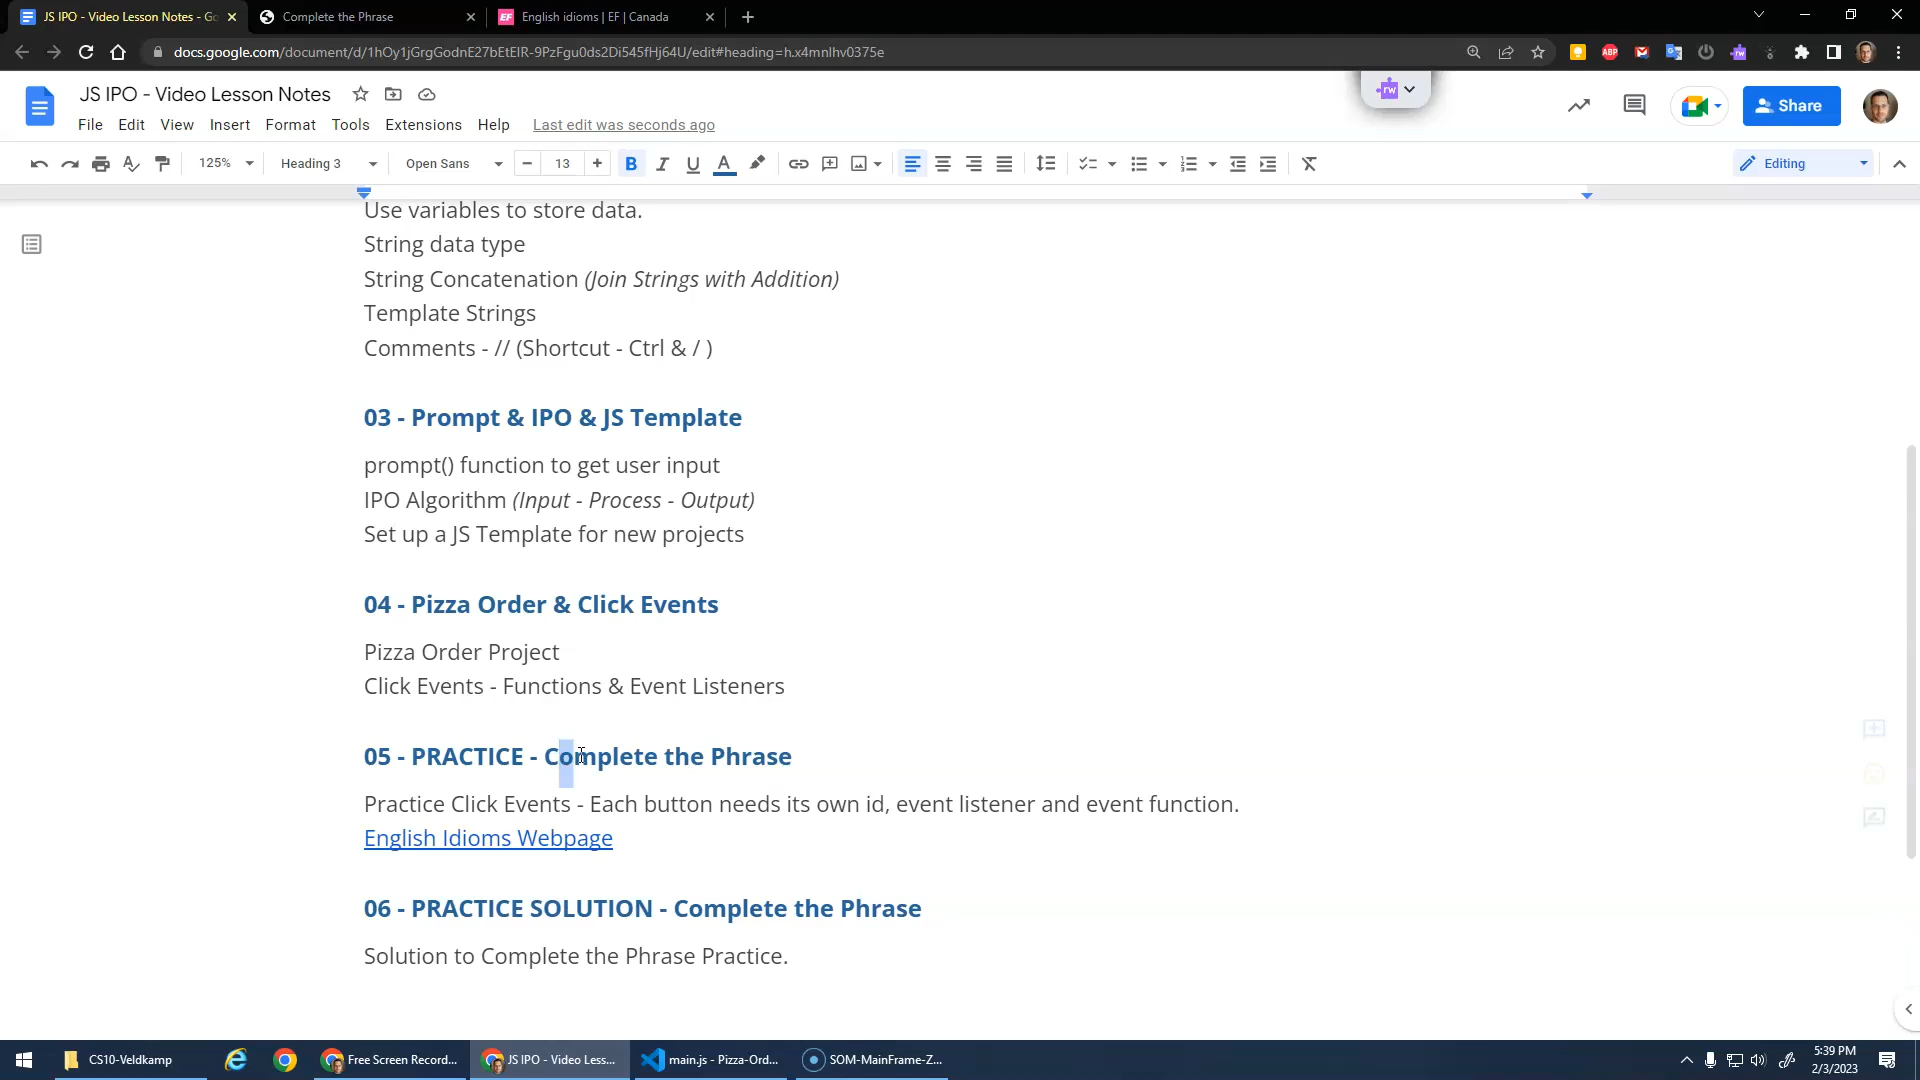 JS IPO - Video Lesson Notes - Go
Complete the Phrase
EF English idioms | EF | Canada
docs.google.com/document/d/1hOy1jGrgGodnE27bEtElR-9PzFgu0ds2Di545fHj64U/edit#heading=h.x4mnlhv0375e
ABP
rw
JS IPO - Video Lesson Notes
rw
Share
File Edit View Insert Format Tools Extensions Help Last edit was seconds ago
125% Heading 3 Open Sans 13 B I U A Editing
Use variables to store data.
String data type
String Concatenation (Join Strings with Addition)
Template Strings
Comments - // (Shortcut - Ctrl & / )
03 - Prompt & IPO & JS Template
prompt() function to get user input
IPO Algorithm (Input - Process - Output)
Set up a JS Template for new projects
04 - Pizza Order & Click Events
Pizza Order Project
Click Events - Functions & Event Listeners
05 - PRACTICE - Complete the Phrase
Practice Click Events - Each button needs its own id, event listener and event function.
English Idioms Webpage
06 - PRACTICE SOLUTION - Complete the Phrase
Solution to Complete the Phrase Practice.
CS10-Veldkamp
Free Screen Record...
JS IPO - Video Less...
main.js - Pizza-Ord...
SOM-MainFrame-Z...
5:39 PM
2/3/2023